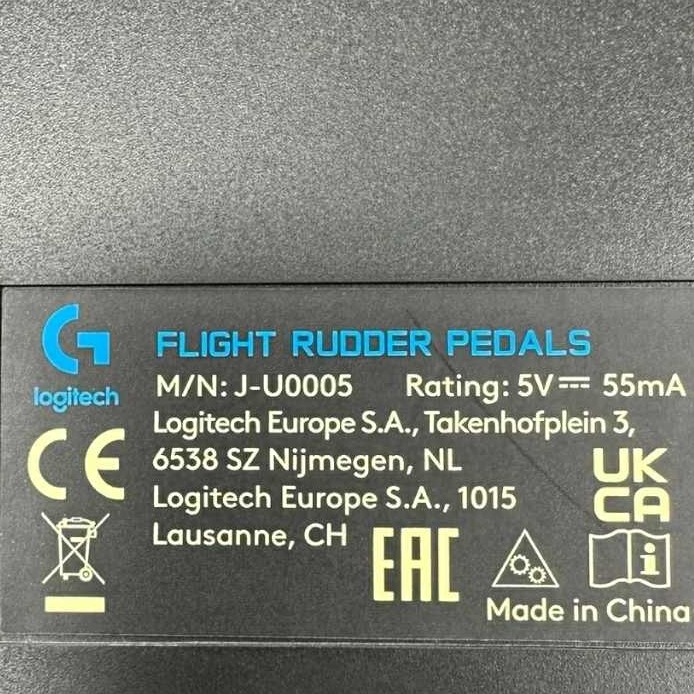 FLIGHT RUDDER PEDALS
logitech
M/N: J-U0005 Rating: 5V⎓ 55mA
Logitech Europe S.A., Takenhofplein 3,
6538 SZ Nijmegen, NL
Logitech Europe S.A., 1015
Lausanne, CH
CE
UK
CA
EAC
Made in China